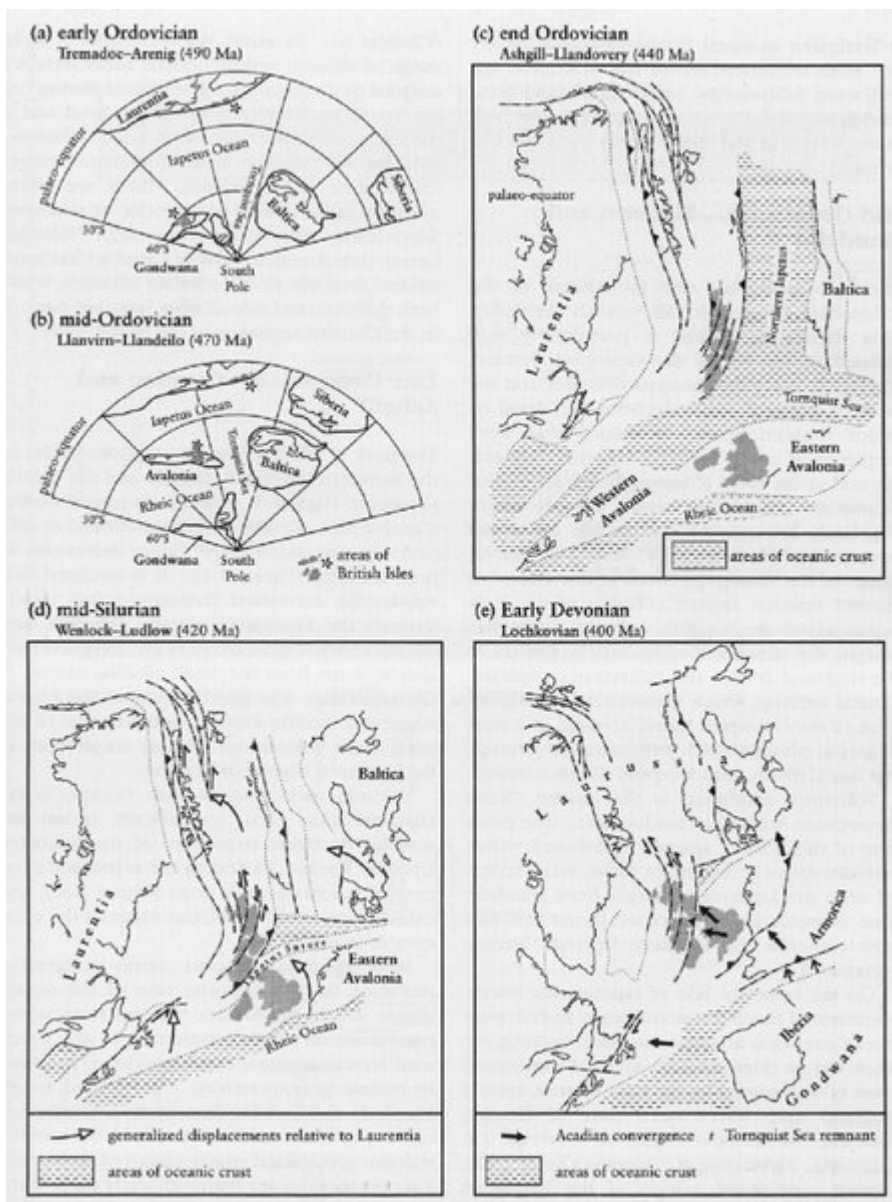 (a) early Ordovician
Tremadoc–Arenig (490 Ma)
Laurentia
Iapetus Ocean
palaeo-equator
Tornquist Sea
Baltica
Siberia
30°S
60°S
Gondwana
South
Pole
(b) mid-Ordovician
Llanvirn–Llandeilo (470 Ma)
Iapetus Ocean
Siberia
palaeo-equator
Avalonia
Tornquist Sea
Baltica
Rheic Ocean
30°S
60°S
Gondwana
South
Pole
areas of
British Isles
(c) end Ordovician
Ashgill–Llandovery (440 Ma)
palaeo-equator
Laurentia
Northern Iapetus
Baltica
Tornquist Sea
Eastern
Avalonia
Western
Avalonia
Rheic Ocean
areas of oceanic crust
(d) mid-Silurian
Wenlock–Ludlow (420 Ma)
Baltica
Laurentia
Eastern
Avalonia
Rheic Ocean
generalized displacements relative to Laurentia
areas of oceanic crust
(e) Early Devonian
Lochkovian (400 Ma)
Armorica
Iberia
Gondwana
Acadian convergence
Tornquist Sea remnant
areas of oceanic crust